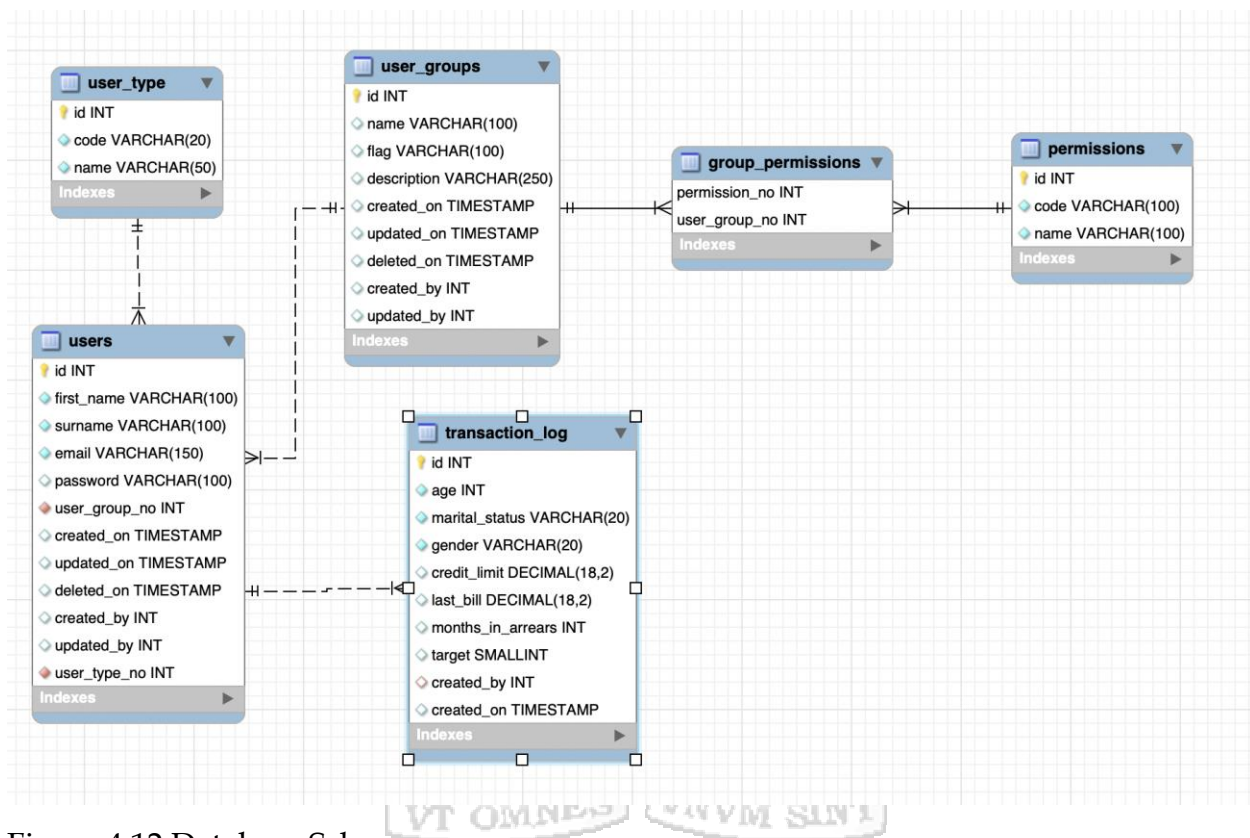 user_type
id INT
code VARCHAR(20)
name VARCHAR(50)
Indexes
user_groups
id INT
name VARCHAR(100)
flag VARCHAR(100)
description VARCHAR(250)
created_on TIMESTAMP
updated_on TIMESTAMP
deleted_on TIMESTAMP
created_by INT
updated_by INT
Indexes
group_permissions
permission_no INT
user_group_no INT
Indexes
permissions
id INT
code VARCHAR(100)
name VARCHAR(100)
Indexes
users
id INT
first_name VARCHAR(100)
surname VARCHAR(100)
email VARCHAR(150)
password VARCHAR(100)
user_group_no INT
created_on TIMESTAMP
updated_on TIMESTAMP
deleted_on TIMESTAMP
created_by INT
updated_by INT
user_type_no INT
Indexes
transaction_log
id INT
age INT
marital_status VARCHAR(20)
gender VARCHAR(20)
credit_limit DECIMAL(18,2)
last_bill DECIMAL(18,2)
months_in_arrears INT
target SMALLINT
created_by INT
created_on TIMESTAMP
Indexes
VT OMNES VNVM SINT